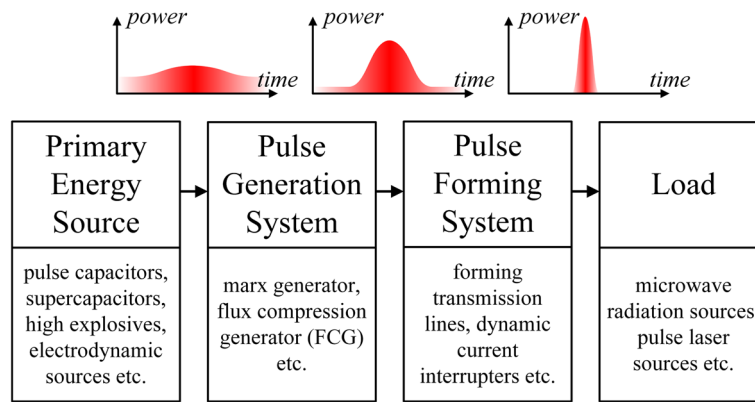 power
time
power
time
power
time
Primary
Energy
Source
pulse capacitors,
supercapacitors,
high explosives,
electrodynamic
sources etc.
Pulse
Generation
System
marx generator,
flux compression
generator (FCG)
etc.
Pulse
Forming
System
forming
transmission
lines, dynamic
current
interrupters etc.
Load
microwave
radiation sources,
pulse laser
sources etc.